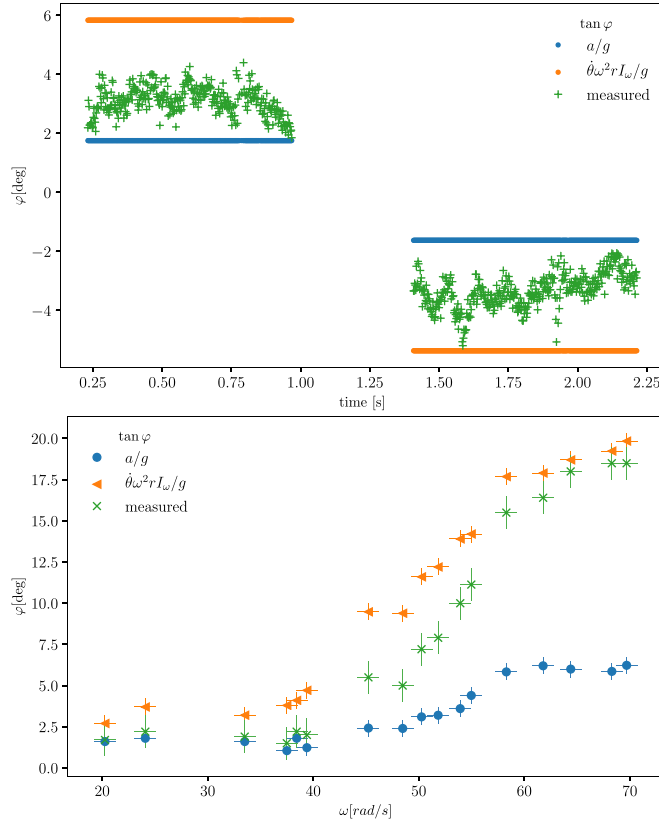 6
4
2
0
−2
−4
φ[deg]
tan φ
a/g
θ̇ω²rI_ω/g
measured
0.25 0.50 0.75 1.00 1.25 1.50 1.75 2.00 2.25
time [s]
20.0
17.5
15.0
12.5
10.0
7.5
5.0
2.5
0.0
φ[deg]
tan φ
a/g
θ̇ω²rI_ω/g
measured
20 30 40 50 60 70
ω[rad/s]